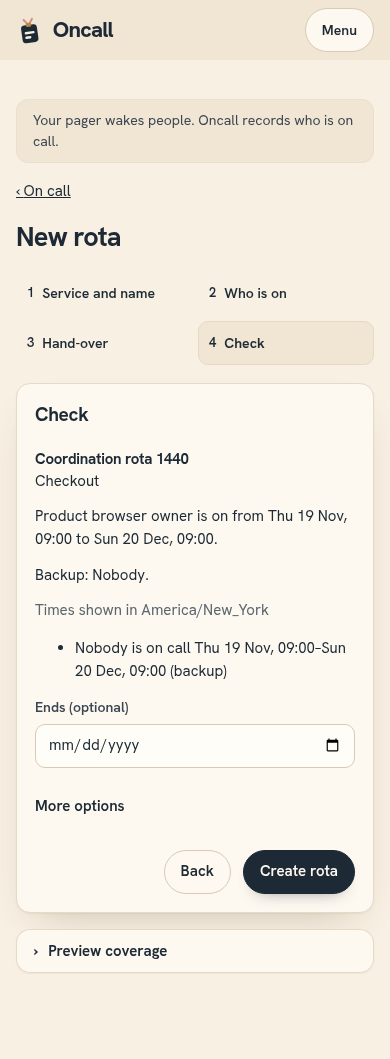 Oncall
Menu
Your pager wakes people. Oncall records who is on
call.
‹ On call
New rota
1 Service and name
2 Who is on
3 Hand-over
4 Check
Check
Coordination rota 1440
Checkout
Product browser owner is on from Thu 19 Nov,
09:00 to Sun 20 Dec, 09:00.
Backup: Nobody.
Times shown in America/New_York
• Nobody is on call Thu 19 Nov, 09:00–Sun
20 Dec, 09:00 (backup)
Ends (optional)
mm/dd/yyyy
More options
Back
Create rota
› Preview coverage